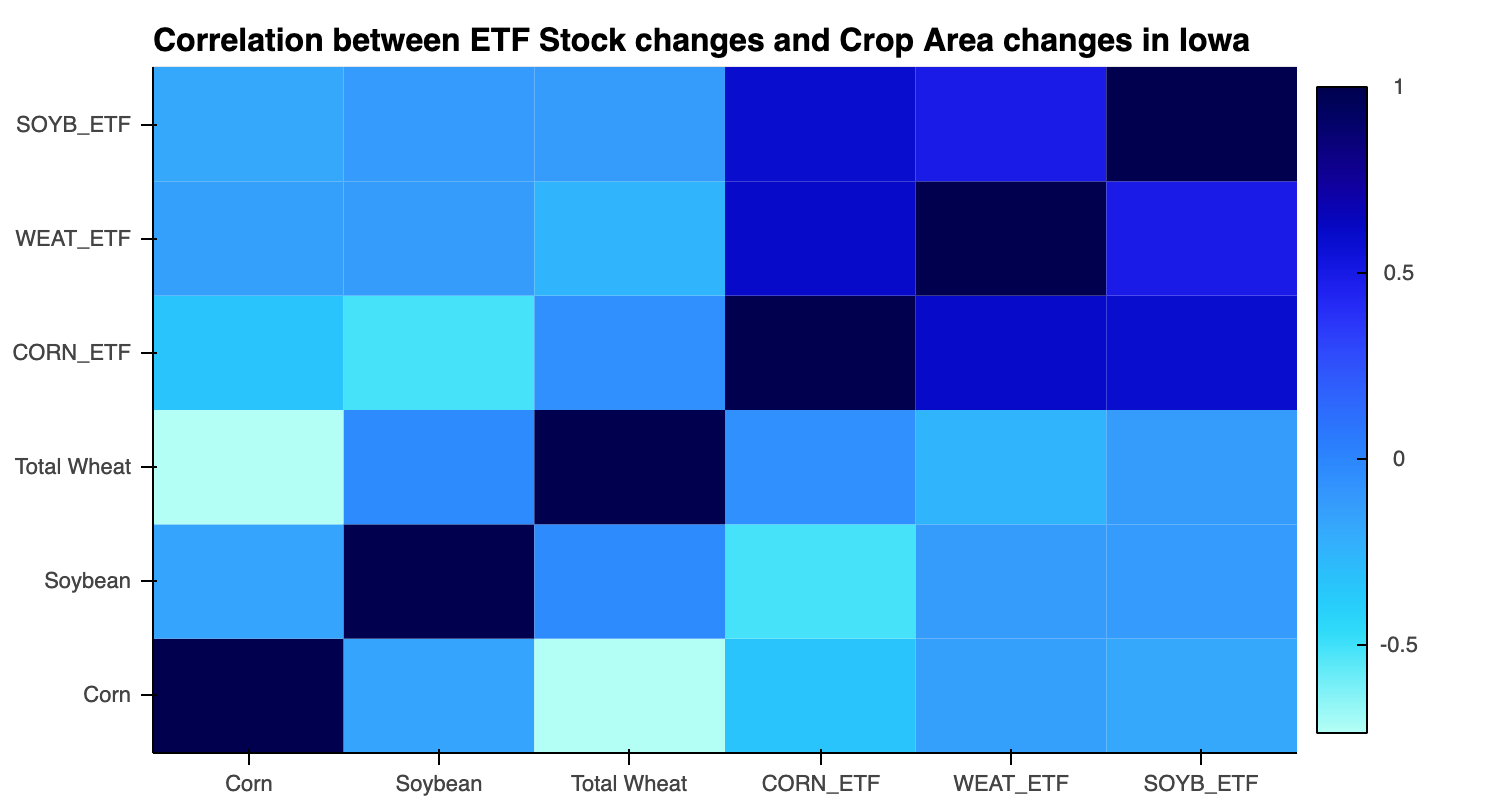 Correlation between ETF Stock changes and Crop Area changes in Iowa
SOYB_ETF
WEAT_ETF
CORN_ETF
Total Wheat
Soybean
Corn
Corn Soybean Total Wheat CORN_ETF WEAT_ETF SOYB_ETF
1
0.5
0
-0.5